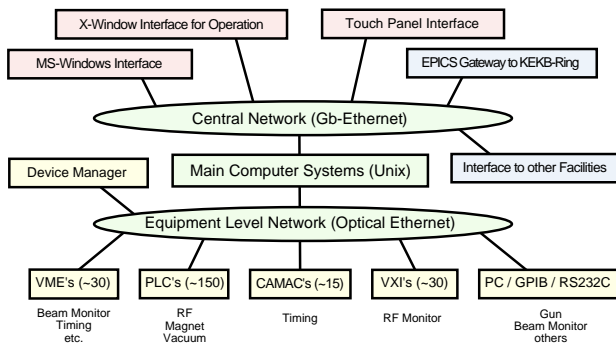 X-Window Interface for Operation
Touch Panel Interface
MS-Windows Interface
EPICS Gateway to KEKB-Ring
Central Network (Gb-Ethernet)
Device Manager
Main Computer Systems (Unix)
Interface to other Facilities
Equipment Level Network (Optical Ethernet)
VME's (~30)
PLC's (~150)
CAMAC's (~15)
VXI's (~30)
PC / GPIB / RS232C
Beam Monitor
Timing
etc.
RF
Magnet
Vacuum
Timing
RF Monitor
Gun
Beam Monitor
others